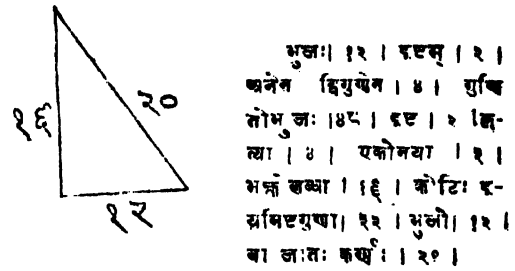 २०
१६
१२
भुजः। १२ । इष्टम् । २ ।
अनेन द्विगुणेन । ४ । गुणि
तोभुजः ।४८ । इष्ट । २ ।कृ-
त्या । ४ । एकोनया । ३ ।
भक्तं लब्धा । १६ । कोटिः इ-
यमिष्टगुणा। ३२ । भुजो। १२ ।
ना जातः कर्णः । २० ।